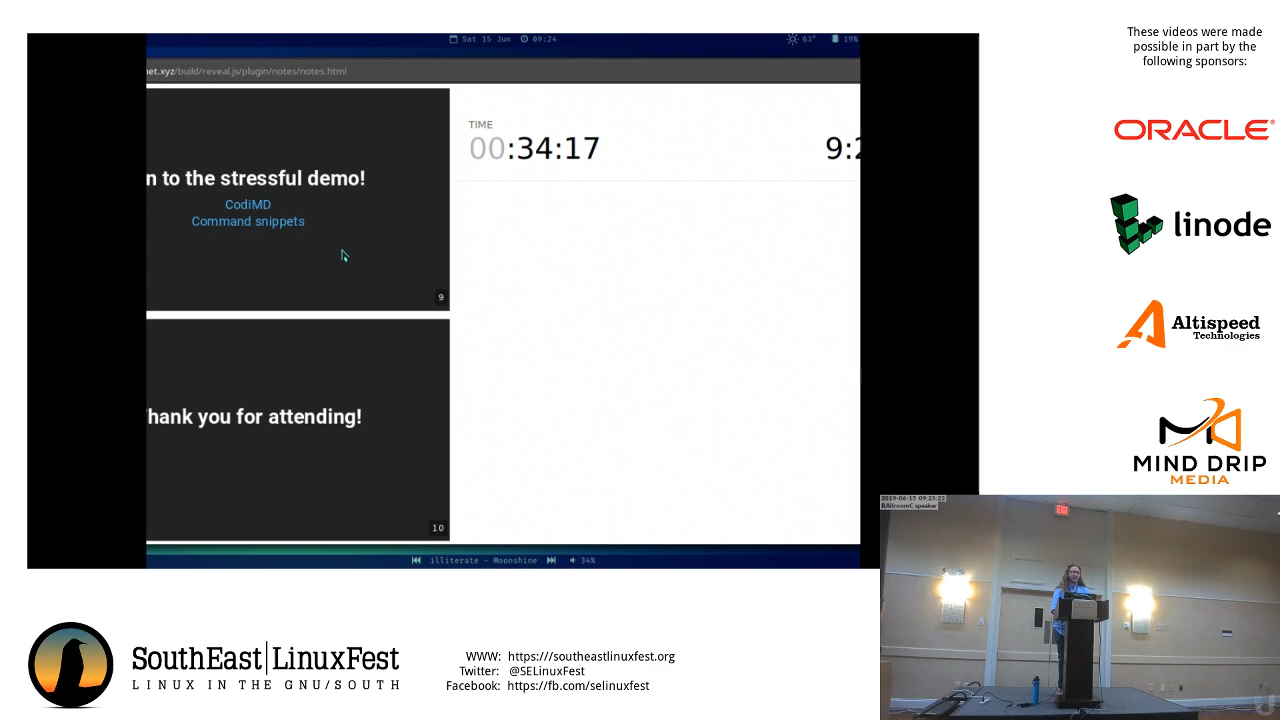 These videos were made
possible in part by the
following sponsors:
Sat 15 Jun 09:24
63° 19%
net.xyz/build/reveal.js/plugin/notes/notes.html
TIME
00:34:17
9:2
n to the stressful demo!
CodiMD
Command snippets
9
hank you for attending!
10
illiterate - Moonshine 34%
ORACLE®
linode
Altispeed
Technologies
MIND DRIP
MEDIA
2019-06-15 09:25:23
BAllroomC speaker
EXIT
SouthEast LinuxFest
LINUX IN THE GNU/SOUTH
WWW: https:///southeastlinuxfest.org
Twitter: @SELinuxFest
Facebook: https://fb.com/selinuxfest